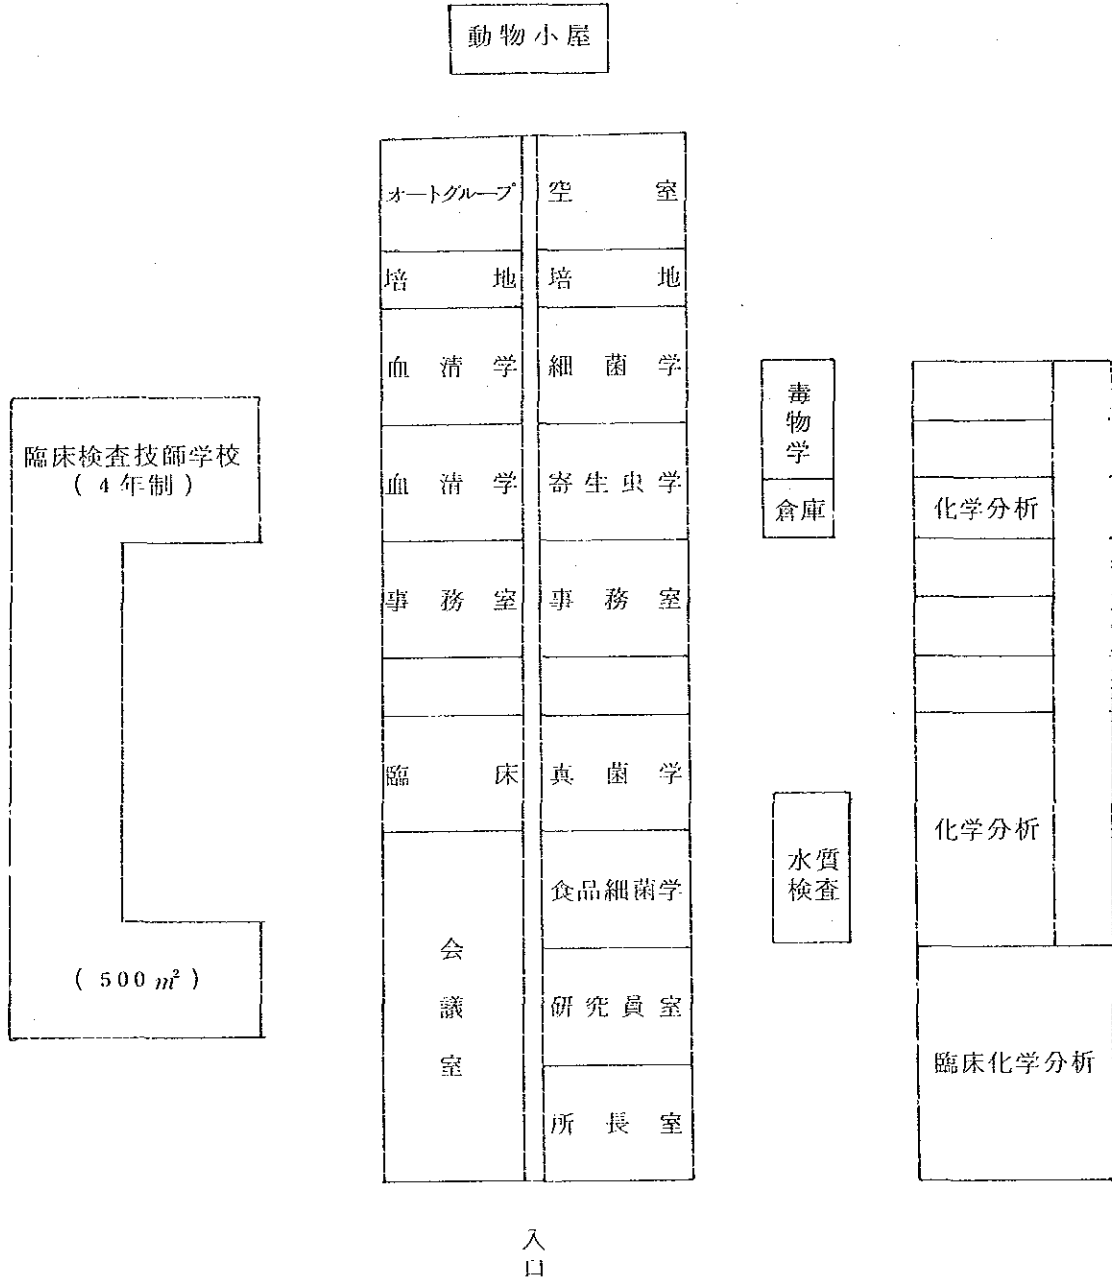 動物小屋
オートグループ
空室
培地
培地
血清学
細菌学
血清学
寄生虫学
事務室
事務室
臨床
真菌学
食品細菌学
会議室
研究員室
所長室
入口
臨床検査技師学校
(4年制)
(500m²)
毒物学
倉庫
水質
検査
化学分析
化学分析
臨床化学分析